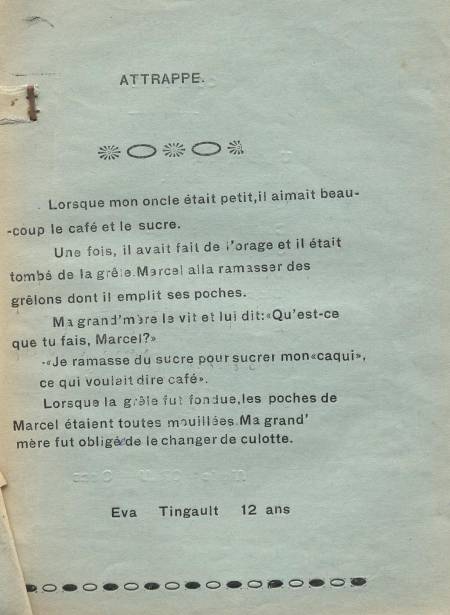 ATTRAPPE.
Lorsque mon oncle était petit,il aimait beau-
-coup le café et le sucre.
Une fois, il avait fait de l'orage et il était
tombé de la grêle.Marcel alla ramasser des
grêlons dont il emplit ses poches.
Ma grand'mère le vit et lui dit:«Qu'est-ce
que tu fais, Marcel?»
-«Je ramasse du sucre pour sucrer mon«caqui»,
ce qui voulait dire café».
Lorsque la grêle fut fondue,les poches de
Marcel étaient toutes mouillées.Ma grand'
mère fut obligée de le changer de culotte.
Eva Tingault 12 ans